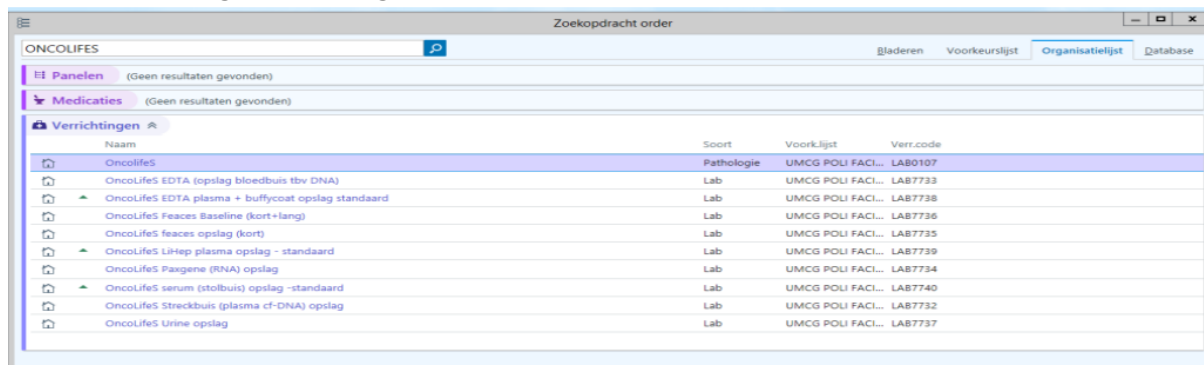 Zoekopdracht order
ONCOLIFES
Bladeren Voorkeurslijst Organisatielijst Database
Panelen (Geen resultaten gevonden)
Medicaties (Geen resultaten gevonden)
Verrichtingen
Naam Soort Voork.lijst Verr.code
OncolifeS Pathologie UMCG POLI FACI... LAB0107
OncoLifeS EDTA (opslag bloedbuis tbv DNA) Lab UMCG POLI FACI... LAB7733
OncoLifeS EDTA plasma + buffycoat opslag standaard Lab UMCG POLI FACI... LAB7738
OncoLifeS Feaces Baseline (kort+lang) Lab UMCG POLI FACI... LAB7736
OncoLifeS feaces opslag (kort) Lab UMCG POLI FACI... LAB7735
OncoLifeS LiHep plasma opslag - standaard Lab UMCG POLI FACI... LAB7739
OncoLifeS Paxgene (RNA) opslag Lab UMCG POLI FACI... LAB7734
OncoLifeS serum (stolbuis) opslag -standaard Lab UMCG POLI FACI... LAB7740
OncoLifeS Streckbuis (plasma cf-DNA) opslag Lab UMCG POLI FACI... LAB7732
OncoLifeS Urine opslag Lab UMCG POLI FACI... LAB7737